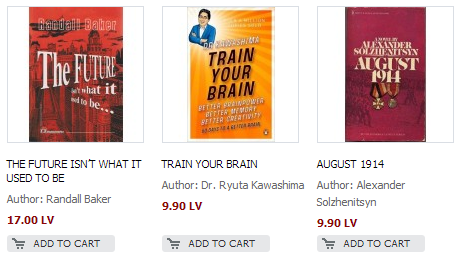 Randall Baker
The FUTURE
isn't what it
used to be...
MILLION
DR KAWASHIMA
TRAIN
YOUR
BRAIN
BETTER BRAINPOWER
BETTER MEMORY
BETTER CREATIVITY
60 DAYS TO A BETTER BRAIN
A NOVEL BY
ALEXANDER
SOLZHENITSYN
AUGUST
1914
THE FUTURE ISN'T WHAT IT
USED TO BE
Author: Randall Baker
17.00 LV
ADD TO CART
TRAIN YOUR BRAIN
Author: Dr. Ryuta Kawashima
9.90 LV
ADD TO CART
AUGUST 1914
Author: Alexander
Solzhenitsyn
9.90 LV
ADD TO CART